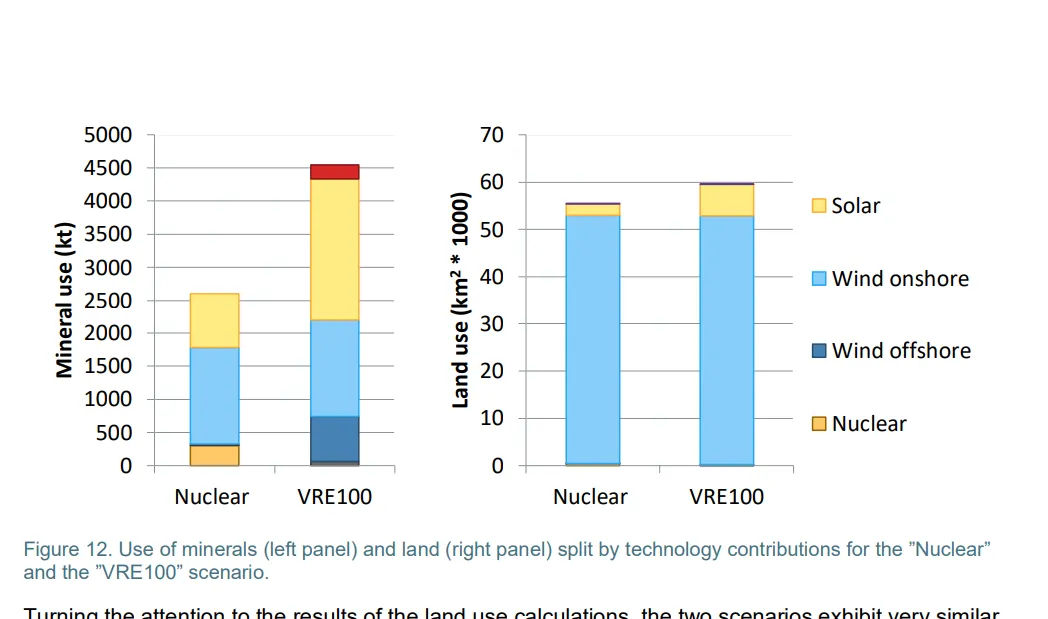 5000
4500
4000
3500
3000
2500
2000
1500
1000
500
0
Mineral use (kt)
Nuclear VRE100
70
60
50
40
30
20
10
0
Land use (km² * 1000)
Nuclear VRE100
Solar
Wind onshore
Wind offshore
Nuclear
Figure 12. Use of minerals (left panel) and land (right panel) split by technology contributions for the ”Nuclear”
and the ”VRE100” scenario.
Turning the attention to the results of the land use calculations, the two scenarios exhibit very similar